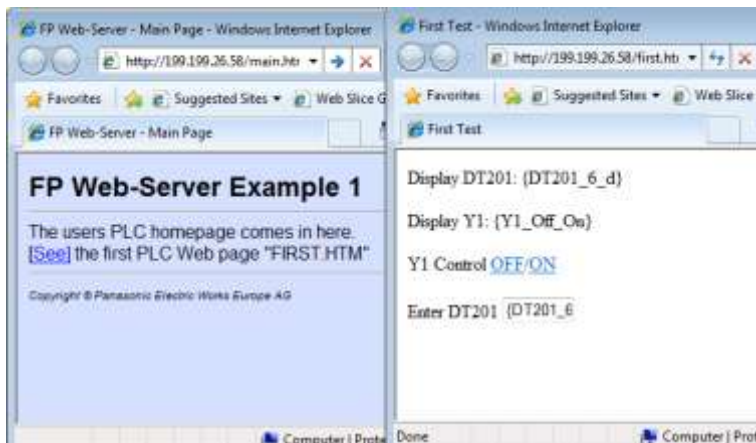 FP Web-Server - Main Page - Windows Internet Explorer
http://199.199.26.58/main.htr
Favorites Suggested Sites Web Slice G
FP Web-Server - Main Page
FP Web-Server Example 1
The users PLC homepage comes in here.
[See] the first PLC Web page "FIRST.HTM"
Copyright © Panasonic Electric Works Europe AG
Computer | Prote
First Test - Windows Internet Explorer
http://199.199.26.58/first.htr
Favorites Suggested Sites Web Slice
First Test
Display DT201: {DT201_6_d}
Display Y1: {Y1_Off_On}
Y1 Control OFF/ON
Enter DT201 {DT201_6
Done Computer | Prote